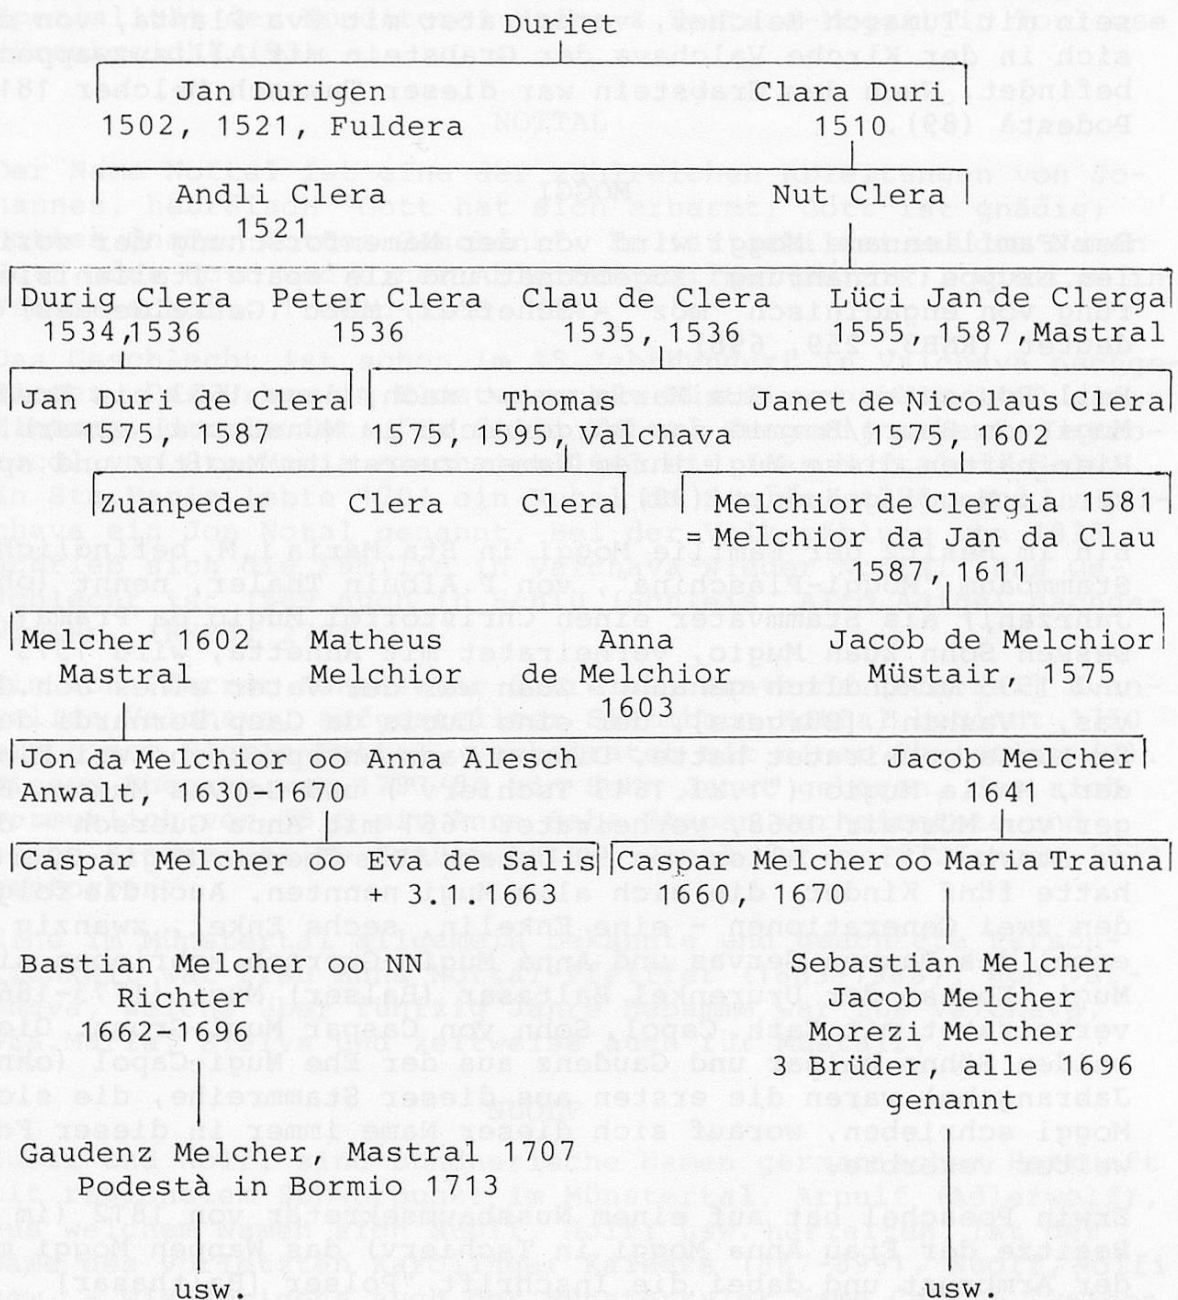 Duriet
Jan Durigen Clara Duri
1502, 1521, Fuldera 1510
Andli Clera Nut Clera
1521
Durig Clera Peter Clera Clau de Clera Lüci Jan de Clerga
1534,1536 1536 1535, 1536 1555, 1587, Mastral
Jan Duri de Clera Thomas Janet de Nicolaus Clera
1575, 1587 1575, 1595, Valchava 1575, 1602
Zuanpeder Clera Clera Melchior de Clergia 1581
= Melchior da Jan da Clau
1587, 1611
Melcher 1602 Matheus Anna Jacob de Melchior
Mastral Melchior de Melchior Müstair, 1575
1603
Jon da Melchior oo Anna Alesch Jacob Melcher
Anwalt, 1630-1670 1641
Caspar Melcher oo Eva de Salis Caspar Melcher oo Maria Trauna
+ 3.1.1663 1660, 1670
Bastian Melcher oo NN Sebastian Melcher
Richter Jacob Melcher
1662-1696 Morezi Melcher
3 Brüder, alle 1696
genannt
Gaudenz Melcher, Mastral 1707
Podestà in Bormio 1713
usw. usw.